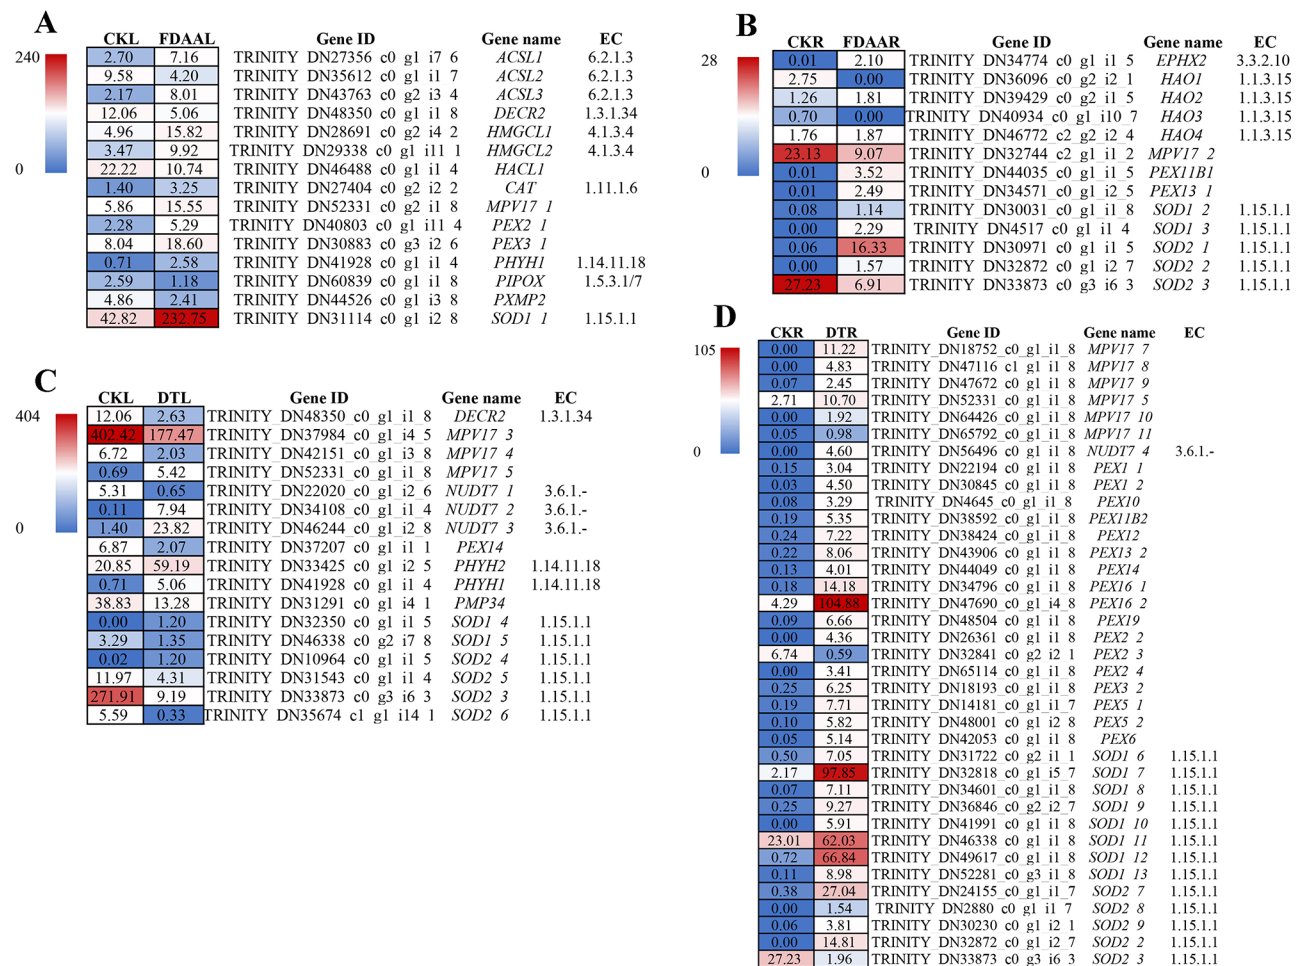 A
CKL FDAAL Gene ID Gene name EC
240
0
2.70 7.16 TRINITY_DN27356_c0_g1_i7_6 ACSL1 6.2.1.3
9.58 4.20 TRINITY_DN35612_c0_g1_i1_7 ACSL2 6.2.1.3
2.17 8.01 TRINITY_DN43763_c0_g2_i3_4 ACSL3 6.2.1.3
12.06 5.06 TRINITY_DN48350_c0_g1_i1_8 DECR2 1.3.1.34
4.96 15.82 TRINITY_DN28691_c0_g2_i4_2 HMGCL1 4.1.3.4
3.47 9.92 TRINITY_DN29338_c0_g1_i11_1 HMGCL2 4.1.3.4
22.22 10.74 TRINITY_DN46488_c0_g1_i1_4 HACL1
1.40 3.25 TRINITY_DN27404_c0_g2_i2_2 CAT 1.11.1.6
5.86 15.55 TRINITY_DN52331_c0_g2_i1_8 MPV17_1
2.28 5.29 TRINITY_DN40803_c0_g1_i11_4 PEX2_1
8.04 18.60 TRINITY_DN30883_c0_g3_i2_6 PEX3_1
0.71 2.58 TRINITY_DN41928_c0_g1_i1_4 PHYH1 1.14.11.18
2.59 1.18 TRINITY_DN60839_c0_g1_i1_8 PIPOX 1.5.3.1/7
4.86 2.41 TRINITY_DN44526_c0_g1_i3_8 PXMP2
42.82 232.75 TRINITY_DN31114_c0_g1_i2_8 SOD1_1 1.15.1.1
B
CKR FDAAR Gene ID Gene name EC
28
0
0.01 2.10 TRINITY_DN34774_c0_g1_i1_5 EPHX2 3.3.2.10
2.75 0.00 TRINITY_DN36096_c0_g2_i2_1 HAO1 1.1.3.15
1.26 1.81 TRINITY_DN39429_c0_g2_i1_5 HAO2 1.1.3.15
0.70 0.00 TRINITY_DN40934_c0_g1_i10_7 HAO3 1.1.3.15
1.76 1.87 TRINITY_DN46772_c2_g2_i2_4 HAO4 1.1.3.15
23.13 9.07 TRINITY_DN32744_c2_g1_i1_2 MPV17_2
0.01 3.52 TRINITY_DN44035_c0_g1_i1_5 PEX11B1
0.01 2.49 TRINITY_DN34571_c0_g1_i2_5 PEX13_1
0.08 1.14 TRINITY_DN30031_c0_g1_i1_8 SOD1_2 1.15.1.1
0.00 2.29 TRINITY_DN4517_c0_g1_i1_4 SOD1_3 1.15.1.1
0.06 16.33 TRINITY_DN30971_c0_g1_i1_5 SOD2_1 1.15.1.1
0.00 1.57 TRINITY_DN32872_c0_g1_i2_7 SOD2_2 1.15.1.1
27.23 6.91 TRINITY_DN33873_c0_g3_i6_3 SOD2_3 1.15.1.1
C
CKL DTL Gene ID Gene name EC
404
0
12.06 2.63 TRINITY_DN48350_c0_g1_i1_8 DECR2 1.3.1.34
402.42 177.47 TRINITY_DN37984_c0_g1_i4_5 MPV17_3
6.72 2.03 TRINITY_DN42151_c0_g1_i3_8 MPV17_4
0.69 5.42 TRINITY_DN52331_c0_g1_i1_8 MPV17_5
5.31 0.65 TRINITY_DN22020_c0_g1_i2_6 NUDT7_1 3.6.1.-
0.11 7.94 TRINITY_DN34108_c0_g1_i1_4 NUDT7_2 3.6.1.-
1.40 23.82 TRINITY_DN46244_c0_g1_i2_8 NUDT7_3 3.6.1.-
6.87 2.07 TRINITY_DN37207_c0_g1_i1_1 PEX14
20.85 59.19 TRINITY_DN33425_c0_g1_i2_5 PHYH2 1.14.11.18
0.71 5.06 TRINITY_DN41928_c0_g1_i1_4 PHYH1 1.14.11.18
38.83 13.28 TRINITY_DN31291_c0_g1_i4_1 PMP34
0.00 1.20 TRINITY_DN32350_c0_g1_i1_5 SOD1_4 1.15.1.1
3.29 1.35 TRINITY_DN46338_c0_g2_i7_8 SOD1_5 1.15.1.1
0.02 1.20 TRINITY_DN10964_c0_g1_i1_5 SOD2_4 1.15.1.1
11.97 4.31 TRINITY_DN31543_c0_g1_i1_4 SOD2_5 1.15.1.1
271.91 9.19 TRINITY_DN33873_c0_g3_i6_3 SOD2_3 1.15.1.1
5.59 0.33 TRINITY_DN35674_c1_g1_i14_1 SOD2_6 1.15.1.1
D
CKR DTR Gene ID Gene name EC
105
0
0.00 11.22 TRINITY_DN18752_c0_g1_i1_8 MPV17_7
0.00 4.83 TRINITY_DN47116_c1_g1_i1_8 MPV17_8
0.07 2.45 TRINITY_DN47672_c0_g1_i1_8 MPV17_9
2.71 10.70 TRINITY_DN52331_c0_g1_i1_8 MPV17_5
0.00 1.92 TRINITY_DN64426_c0_g1_i1_8 MPV17_10
0.05 0.98 TRINITY_DN65792_c0_g1_i1_8 MPV17_11
0.00 4.60 TRINITY_DN56496_c0_g1_i1_8 NUDT7_4 3.6.1.-
0.15 3.04 TRINITY_DN22194_c0_g1_i1_8 PEX1_1
0.03 4.50 TRINITY_DN30845_c0_g1_i1_8 PEX1_2
0.08 3.29 TRINITY_DN4645_c0_g1_i1_8 PEX10
0.19 5.35 TRINITY_DN38592_c0_g1_i1_8 PEX11B2
0.24 7.22 TRINITY_DN38424_c0_g1_i1_8 PEX12
0.22 8.06 TRINITY_DN43906_c0_g1_i1_8 PEX13_2
0.13 4.01 TRINITY_DN44049_c0_g1_i1_8 PEX14
0.18 14.18 TRINITY_DN34796_c0_g1_i1_8 PEX16_1
4.29 104.88 TRINITY_DN47690_c0_g1_i4_8 PEX16_2
0.09 6.66 TRINITY_DN48504_c0_g1_i1_8 PEX19
0.00 4.36 TRINITY_DN26361_c0_g1_i1_8 PEX2_2
6.74 0.59 TRINITY_DN32841_c0_g2_i2_1 PEX2_3
0.00 3.41 TRINITY_DN65114_c0_g1_i1_8 PEX2_4
0.25 6.25 TRINITY_DN18193_c0_g1_i1_8 PEX3_2
0.19 7.71 TRINITY_DN14181_c0_g1_i1_7 PEX5_1
0.10 5.82 TRINITY_DN48001_c0_g1_i2_8 PEX5_2
0.05 5.14 TRINITY_DN42053_c0_g1_i1_8 PEX6
0.50 7.05 TRINITY_DN31722_c0_g2_i1_1 SOD1_6 1.15.1.1
2.17 97.85 TRINITY_DN32818_c0_g1_i5_7 SOD1_7 1.15.1.1
0.07 7.11 TRINITY_DN34601_c0_g1_i1_8 SOD1_8 1.15.1.1
0.25 9.27 TRINITY_DN36846_c0_g2_i2_7 SOD1_9 1.15.1.1
0.00 5.91 TRINITY_DN41991_c0_g1_i1_8 SOD1_10 1.15.1.1
23.01 62.03 TRINITY_DN46338_c0_g1_i1_8 SOD1_11 1.15.1.1
0.72 66.84 TRINITY_DN49617_c0_g1_i1_8 SOD1_12 1.15.1.1
0.11 8.98 TRINITY_DN52281_c0_g3_i1_8 SOD1_13 1.15.1.1
0.38 27.04 TRINITY_DN24155_c0_g1_i1_7 SOD2_7 1.15.1.1
0.00 1.54 TRINITY_DN2880_c0_g1_i1_7 SOD2_8 1.15.1.1
0.06 3.81 TRINITY_DN30230_c0_g1_i2_1 SOD2_9 1.15.1.1
0.00 14.81 TRINITY_DN32872_c0_g1_i2_7 SOD2_2 1.15.1.1
27.23 1.96 TRINITY_DN33873_c0_g3_i6_3 SOD2_3 1.15.1.1